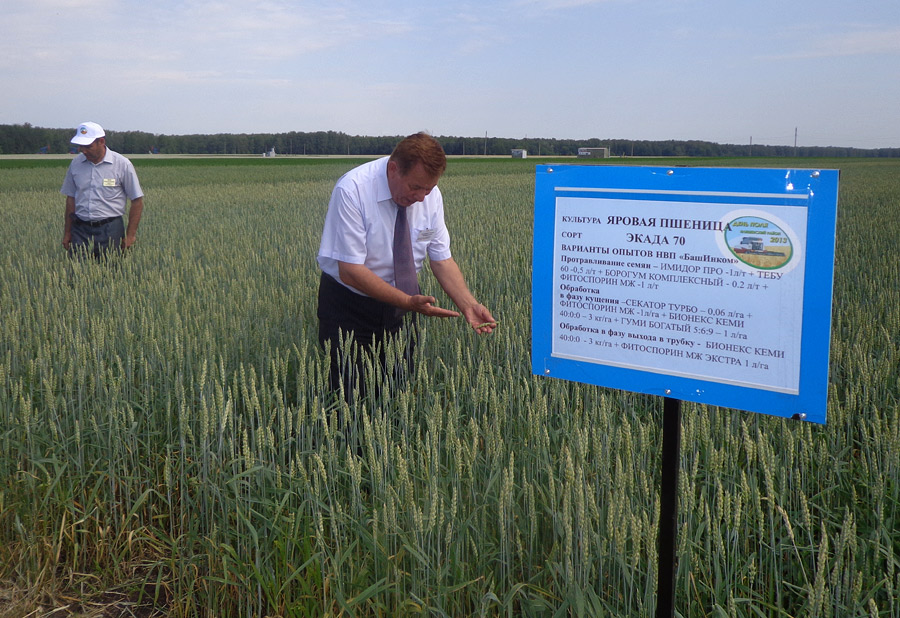 КУЛЬТУРА ЯРОВАЯ ПШЕНИЦА
СОРТ ЭКАДА 70
ВАРИАНТЫ ОПЫТОВ НВП «БашИнком»
Протравливание семян – ИМИДОР ПРО -1л/т + ТЕБУ
60 -0,5 л/т + БОРОГУМ КОМПЛЕКСНЫЙ - 0.2 л/т +
ФИТОСПОРИН МЖ -1 л/т
Обработка
в фазу кущения –СЕКАТОР ТУРБО – 0,06 л/га +
ФИТОСПОРИН МЖ -1л/га + БИОНЕКС КЕМИ
40:0:0 – 3 кг/га + ГУМИ БОГАТЫЙ 5:6:9 – 1 л/га
Обработка в фазу выхода в трубку - БИОНЕКС КЕМИ
40:0:0 - 3 кг/га + ФИТОСПОРИН МЖ ЭКСТРА 1 л/га
ДЕНЬ ПОЛЯ
2013